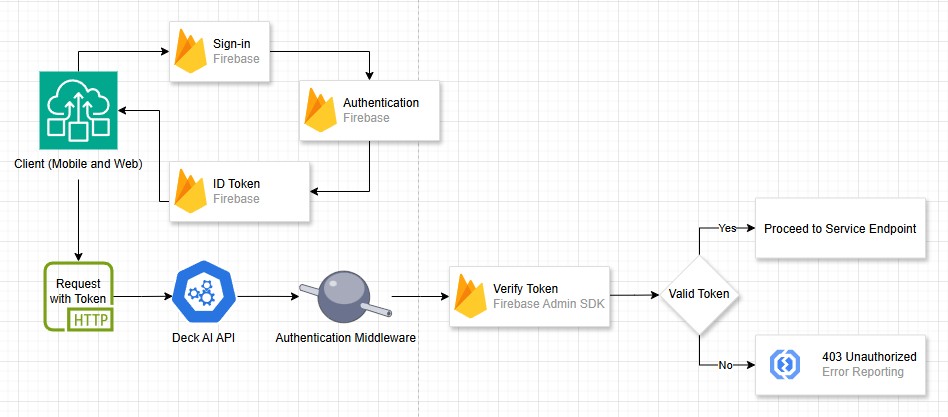 Sign-in
Firebase
Authentication
Firebase
Client (Mobile and Web)
ID Token
Firebase
Request
with Token
HTTP
Deck AI API
Authentication Middleware
Verify Token
Firebase Admin SDK
Valid Token
Yes
Proceed to Service Endpoint
No
403 Unauthorized
Error Reporting